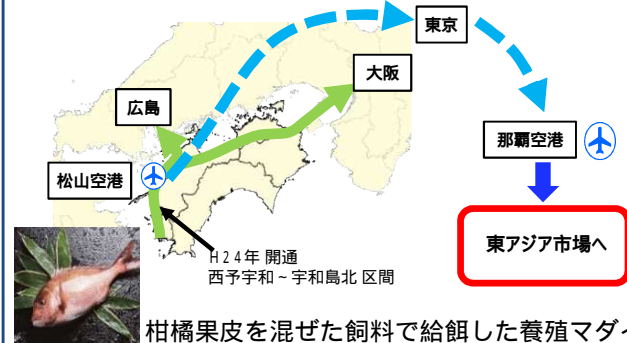 東京
大阪
広島
那覇空港
松山空港
東アジア市場へ
H24年 開通
西予宇和~宇和島北 区間
柑橘果皮を混ぜた飼料で給餌した養殖マダイ